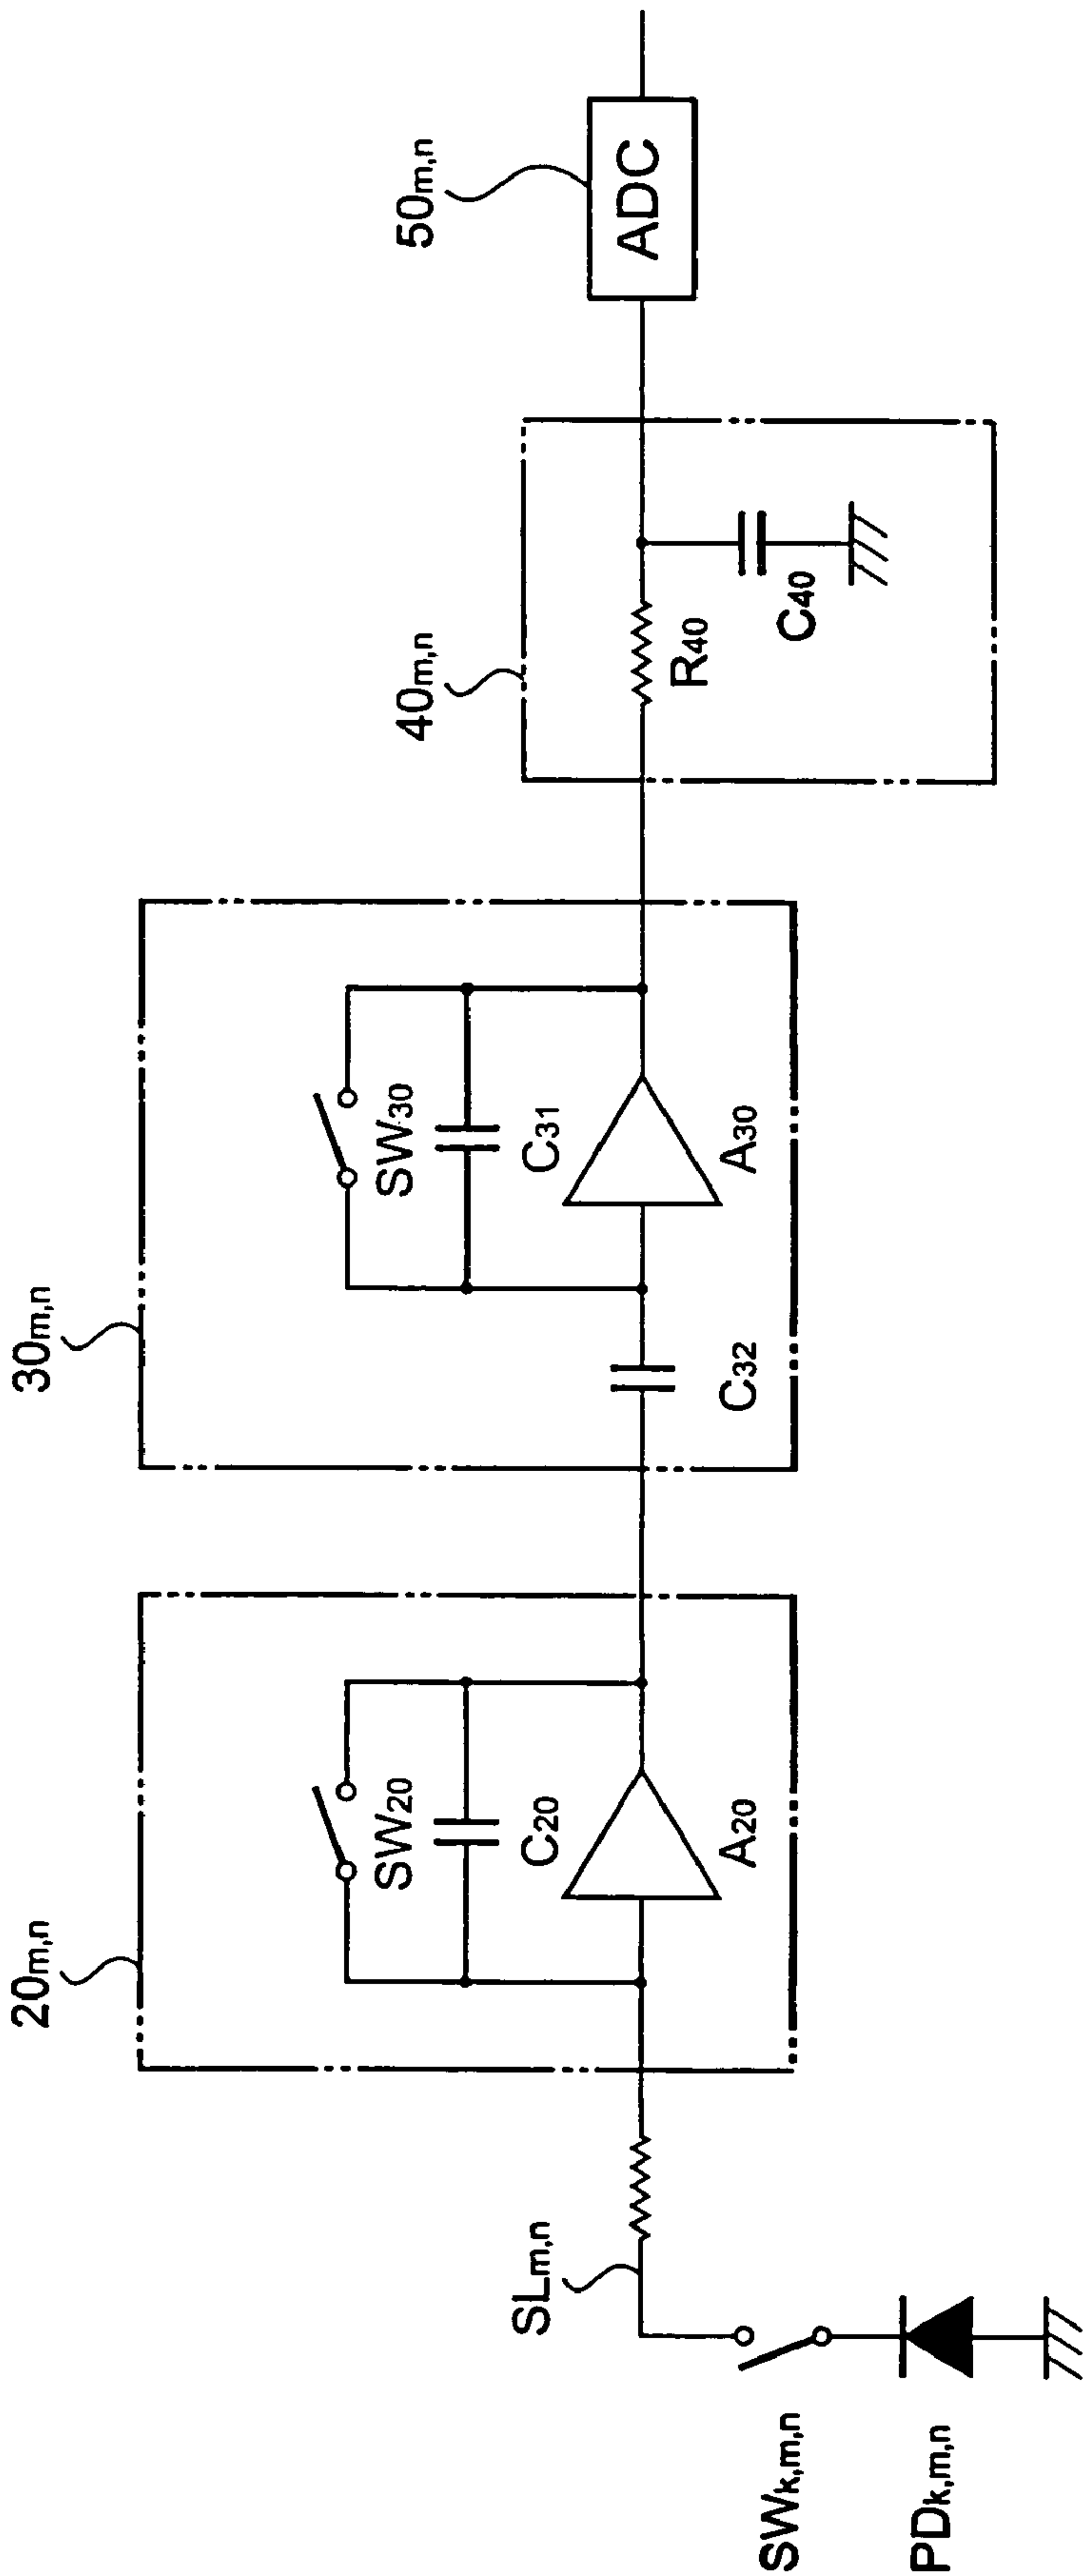 20m,n
30m,n
40m,n
50m,n
SW20
C20
A20
SW30
C31
A30
C32
R40
C40
ADC
SLm,n
SWk,m,n
PDk,m,n